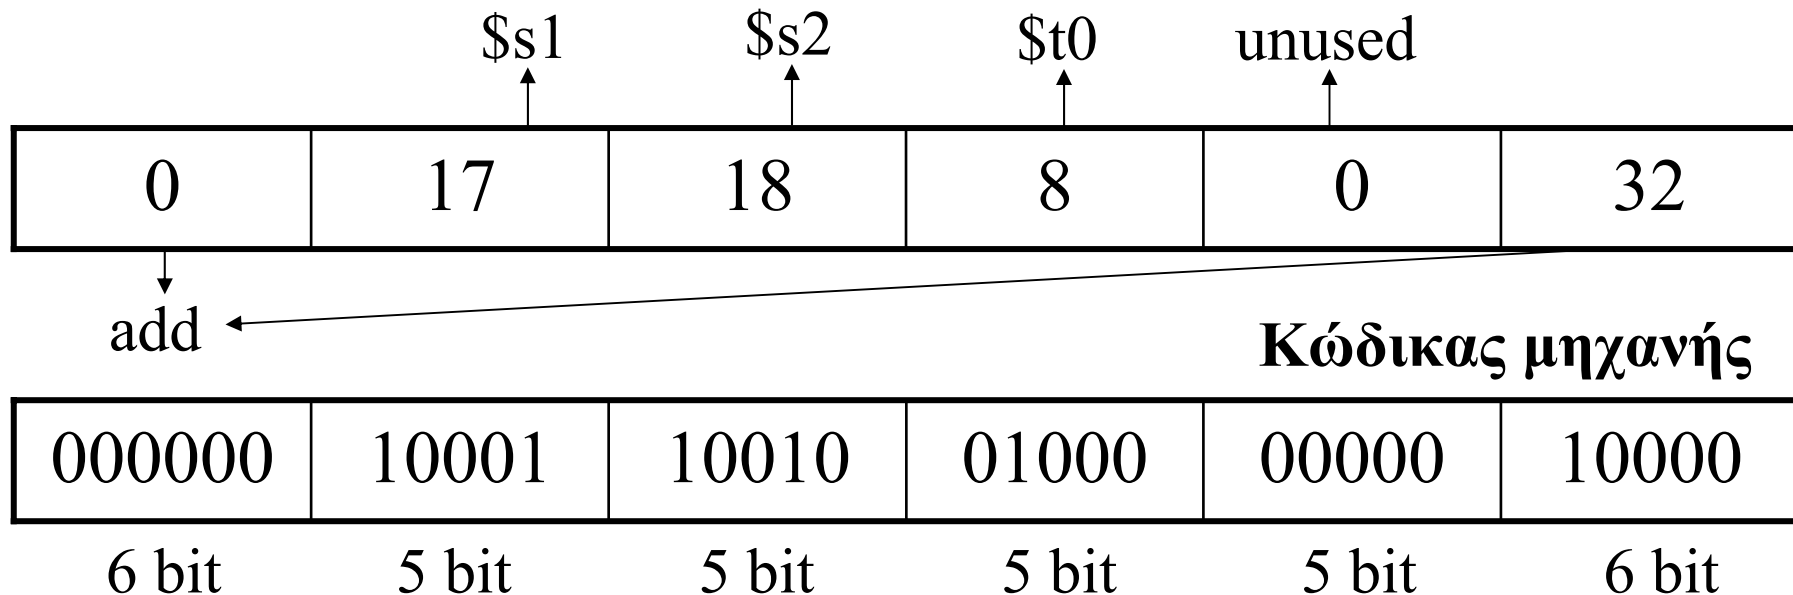 $s1 $s2 $t0 unused
0 17 18 8 0 32
add
Κώδικας μηχανής
000000 10001 10010 01000 00000 10000
6 bit 5 bit 5 bit 5 bit 5 bit 6 bit